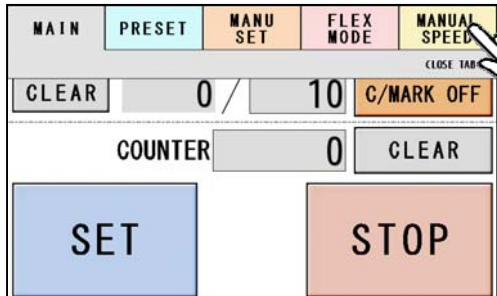 MAIN PRESET MANU SET FLEX MODE MANUAL SPEED
CLOSE TAB
CLEAR 0 / 10 C/MARK OFF
COUNTER 0 CLEAR
SET STOP